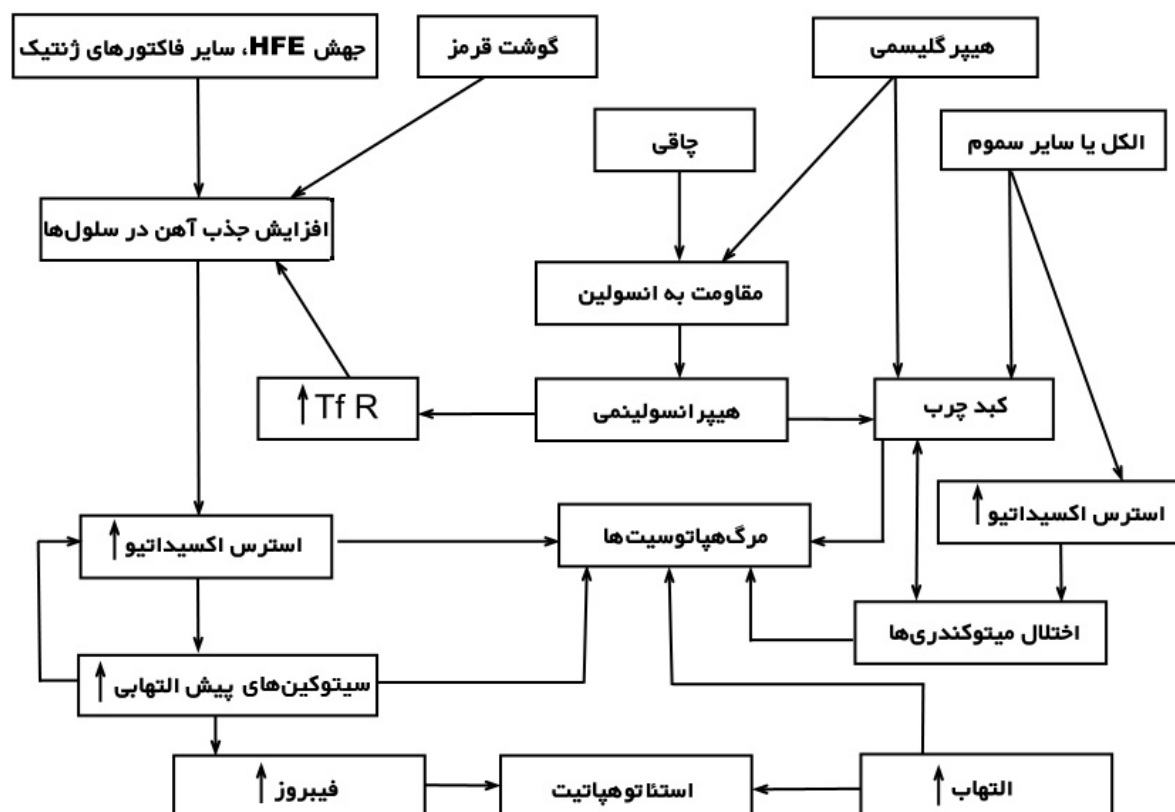 جهش HFE، سایر فاکتورهای ژنتیک
گوشت قرمز
هیپرگلیسمی
چاقی
الکل یا سایر سموم
افزایش جذب آهن در سلول‌ها
مقاومت به انسولین
↑ Tf R
هیپرانسولینمی
کبد چرب
استرس اکسیداتیو ↑
استرس اکسیداتیو ↑
مرگ‌هپاتوسیت‌ها
اختلال میتوکندری‌ها
سیتوکین‌های پیش التهابی ↑
فیبروز ↑
استئاتوهپاتیت
التهاب ↑